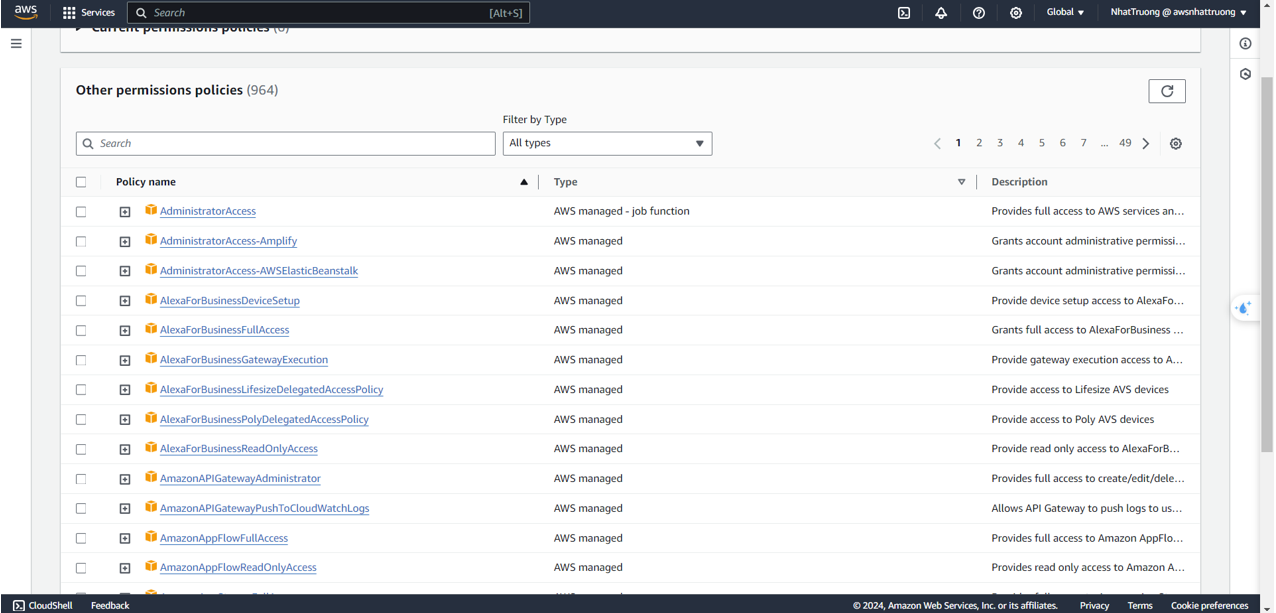 aws Services Search [Alt+S] Global NhatTruong @ awsnhattruong
Other permissions policies (964)
Filter by Type
Search All types 1 2 3 4 5 6 7 ... 49
Policy name Type Description
AdministratorAccess AWS managed - job function Provides full access to AWS services an...
AdministratorAccess-Amplify AWS managed Grants account administrative permissi...
AdministratorAccess-AWSElasticBeanstalk AWS managed Grants account administrative permissi...
AlexaForBusinessDeviceSetup AWS managed Provide device setup access to AlexaFo...
AlexaForBusinessFullAccess AWS managed Grants full access to AlexaForBusiness ...
AlexaForBusinessGatewayExecution AWS managed Provide gateway execution access to A...
AlexaForBusinessLifesizeDelegatedAccessPolicy AWS managed Provide access to Lifesize AVS devices
AlexaForBusinessPolyDelegatedAccessPolicy AWS managed Provide access to Poly AVS devices
AlexaForBusinessReadOnlyAccess AWS managed Provide read only access to AlexaForB...
AmazonAPIGatewayAdministrator AWS managed Provides full access to create/edit/dele...
AmazonAPIGatewayPushToCloudWatchLogs AWS managed Allows API Gateway to push logs to us...
AmazonAppFlowFullAccess AWS managed Provides full access to Amazon AppFlo...
AmazonAppFlowReadOnlyAccess AWS managed Provides read only access to Amazon A...
CloudShell Feedback © 2024, Amazon Web Services, Inc. or its affiliates. Privacy Terms Cookie preferences